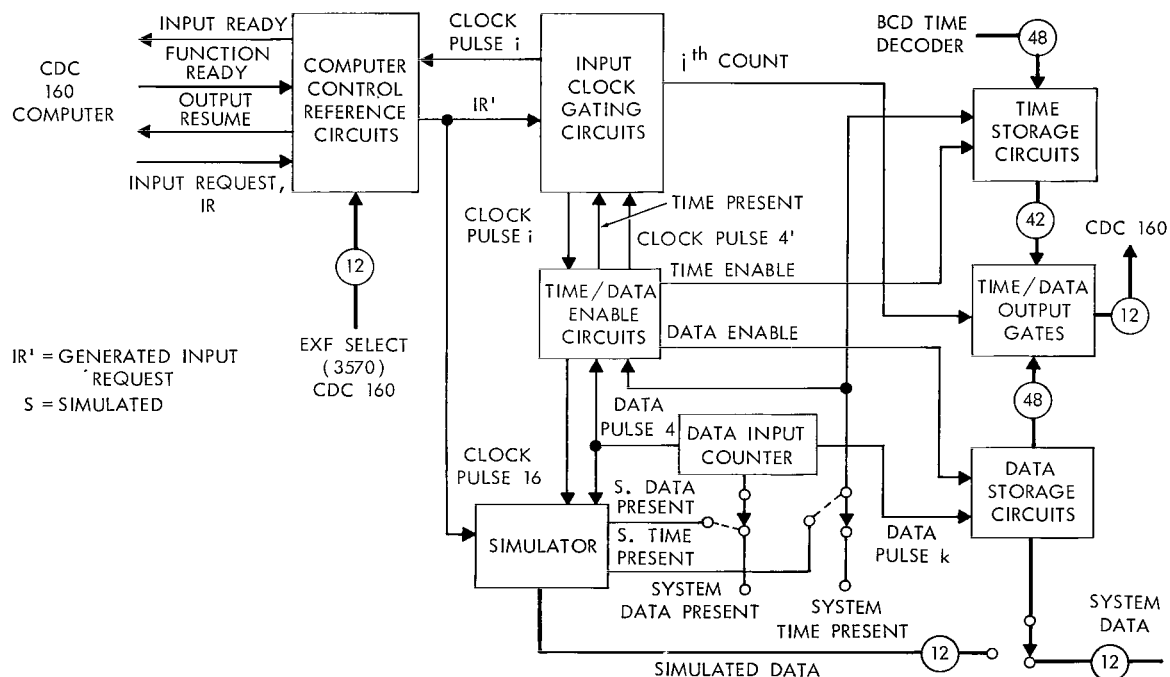 INPUT READY
FUNCTION READY
OUTPUT RESUME
INPUT REQUEST, IR
CDC 160 COMPUTER
COMPUTER CONTROL REFERENCE CIRCUITS
CLOCK PULSE i
IR'
INPUT CLOCK GATING CIRCUITS
i th COUNT
BCD TIME DECODER
48
TIME STORAGE CIRCUITS
12
EXF SELECT (3570) CDC 160
CLOCK PULSE i
TIME PRESENT
CLOCK PULSE 4'
TIME ENABLE
42
CDC 160
TIME/DATA ENABLE CIRCUITS
TIME/DATA OUTPUT GATES
12
DATA ENABLE
IR' = GENERATED INPUT REQUEST
S = SIMULATED
48
DATA PULSE 4
DATA INPUT COUNTER
CLOCK PULSE 16
DATA STORAGE CIRCUITS
S. DATA PRESENT
S. TIME PRESENT
SIMULATOR
DATA PULSE k
SYSTEM DATA PRESENT
SYSTEM TIME PRESENT
SIMULATED DATA
12
SYSTEM DATA
12